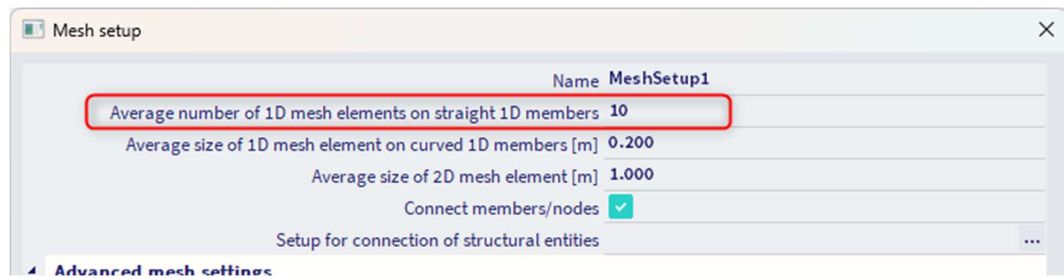 Mesh setup
Name MeshSetup1
Average number of 1D mesh elements on straight 1D members 10
Average size of 1D mesh element on curved 1D members [m] 0.200
Average size of 2D mesh element [m] 1.000
Connect members/nodes
Setup for connection of structural entities ...
Advanced mesh settings